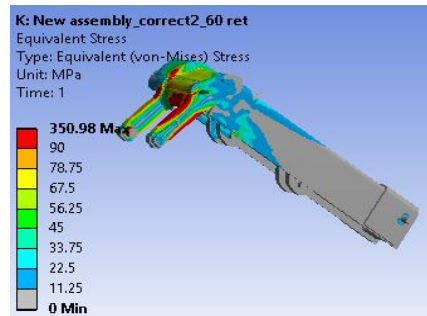 K: New assembly_correct2_60 ret
Equivalent Stress
Type: Equivalent (von-Mises) Stress
Unit: MPa
Time: 1
350.98 Max
90
78.75
67.5
56.25
45
33.75
22.5
11.25
0 Min